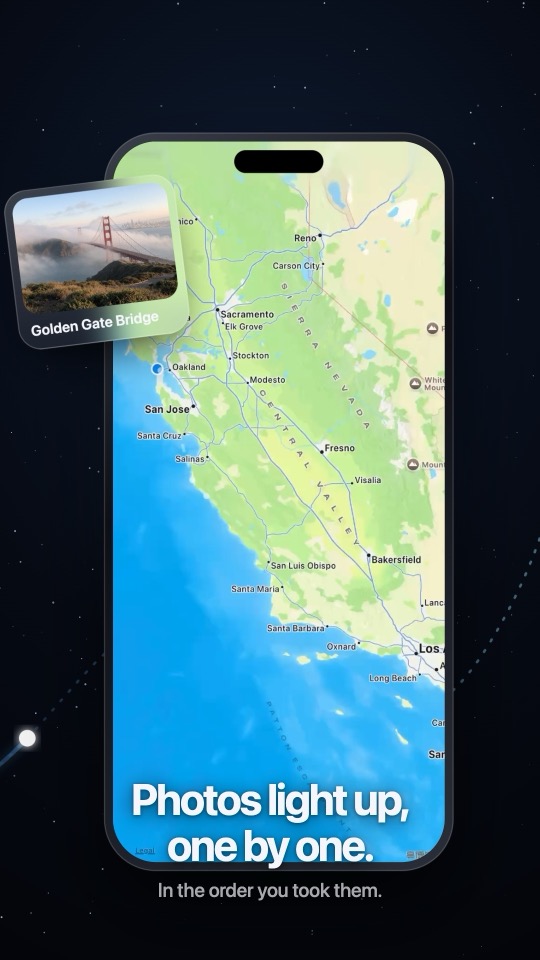 Reno
Carson City
Golden Gate Bridge
Sacramento
Elk Grove
SIERRA NEVADA
Stockton
Oakland
Modesto
San Jose
CENTRAL VALLEY
Santa Cruz
Fresno
Salinas
Visalia
Bakersfield
San Luis Obispo
Santa Maria
Santa Barbara
Oxnard
Los
Long Beach
Photos light up,
one by one.
Legal
In the order you took them.